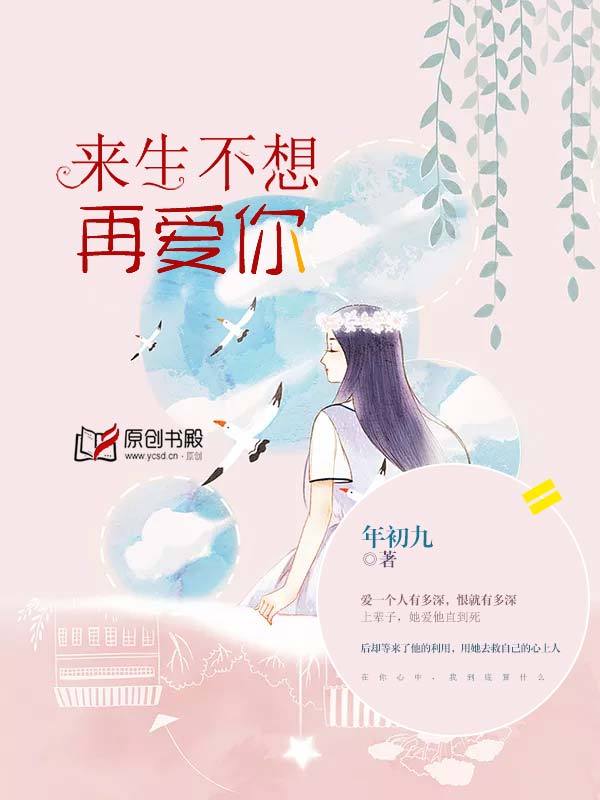 来生不想
再爱你
原创书殿
www.ycsd.cn·原创
年初九
◎著
爱一个人有多深，恨就有多深
上辈子，她爱他直到死
后却等来了他的利用，用她去救自己的心上人
在你心中，我到底算什么